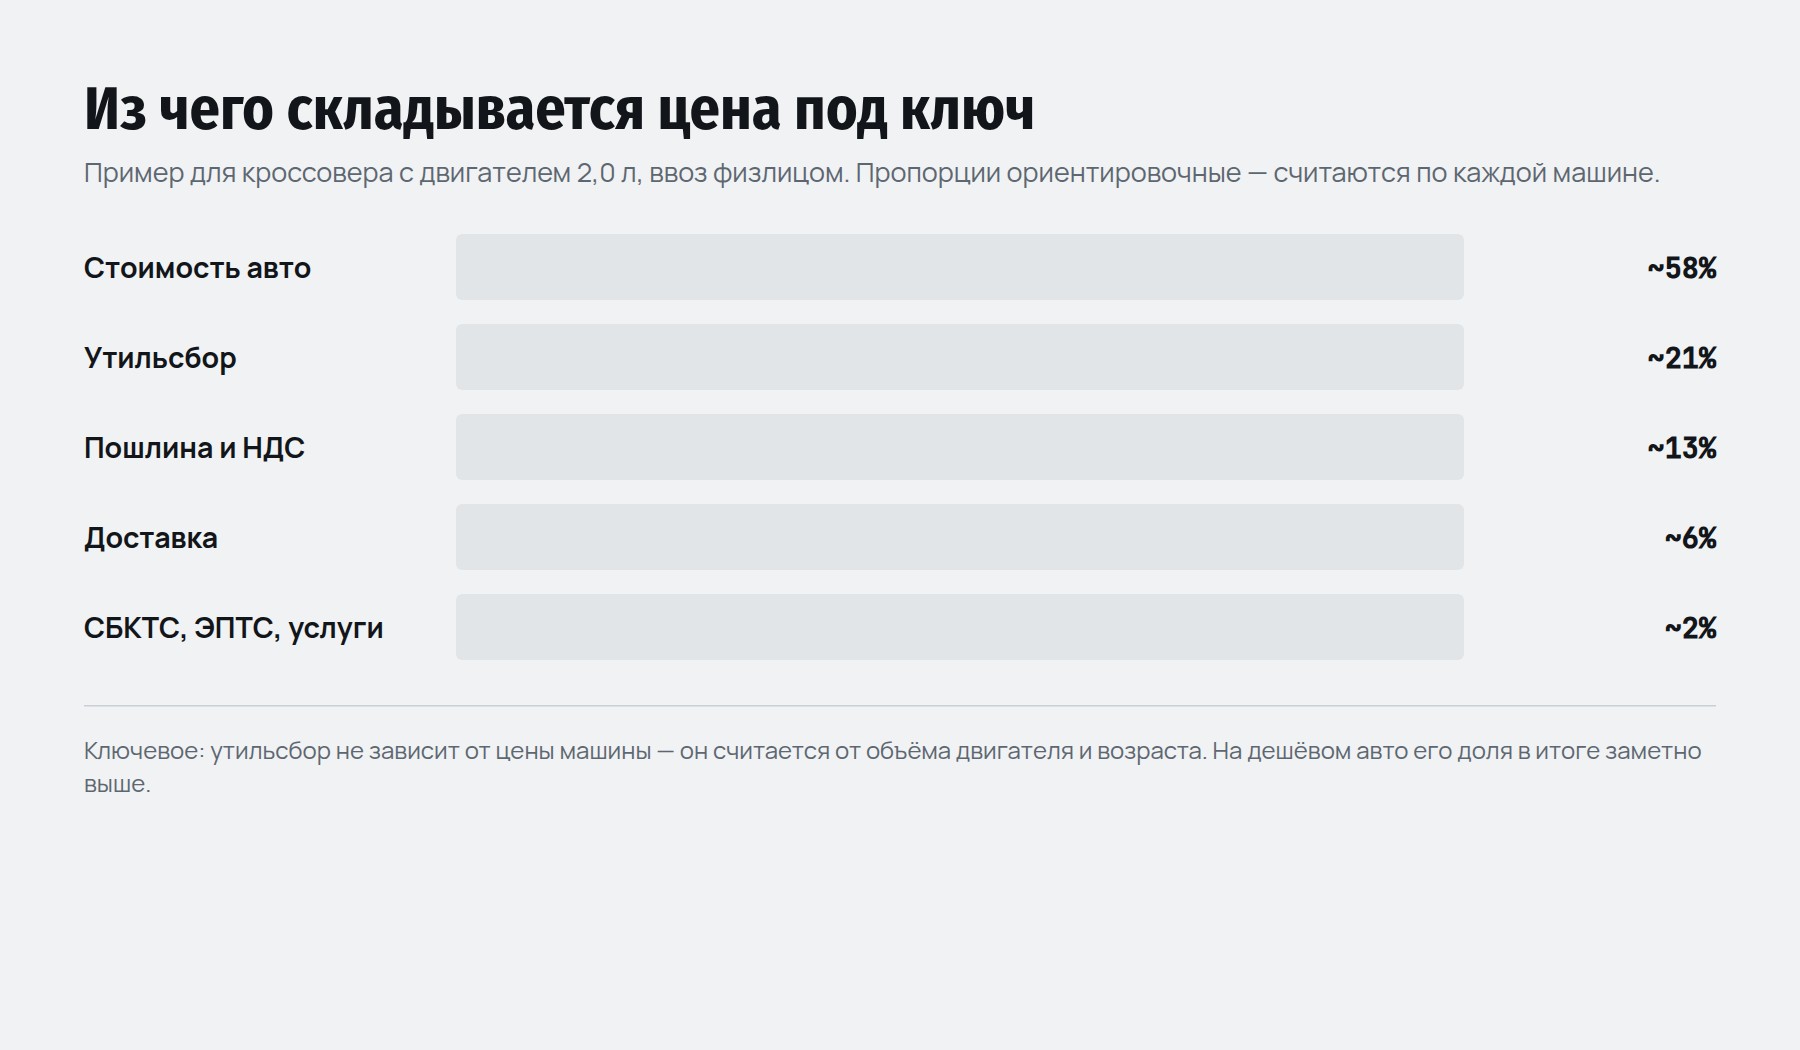 Из чего складывается цена под ключ
Пример для кроссовера с двигателем 2,0 л, ввоз физлицом. Пропорции ориентировочные — считаются по каждой машине.
Стоимость авто ~58%
Утильсбор ~21%
Пошлина и НДС ~13%
Доставка ~6%
СБКТС, ЭПТС, услуги ~2%
Ключевое: утильсбор не зависит от цены машины — он считается от объёма двигателя и возраста. На дешёвом авто его доля в итоге заметно
выше.